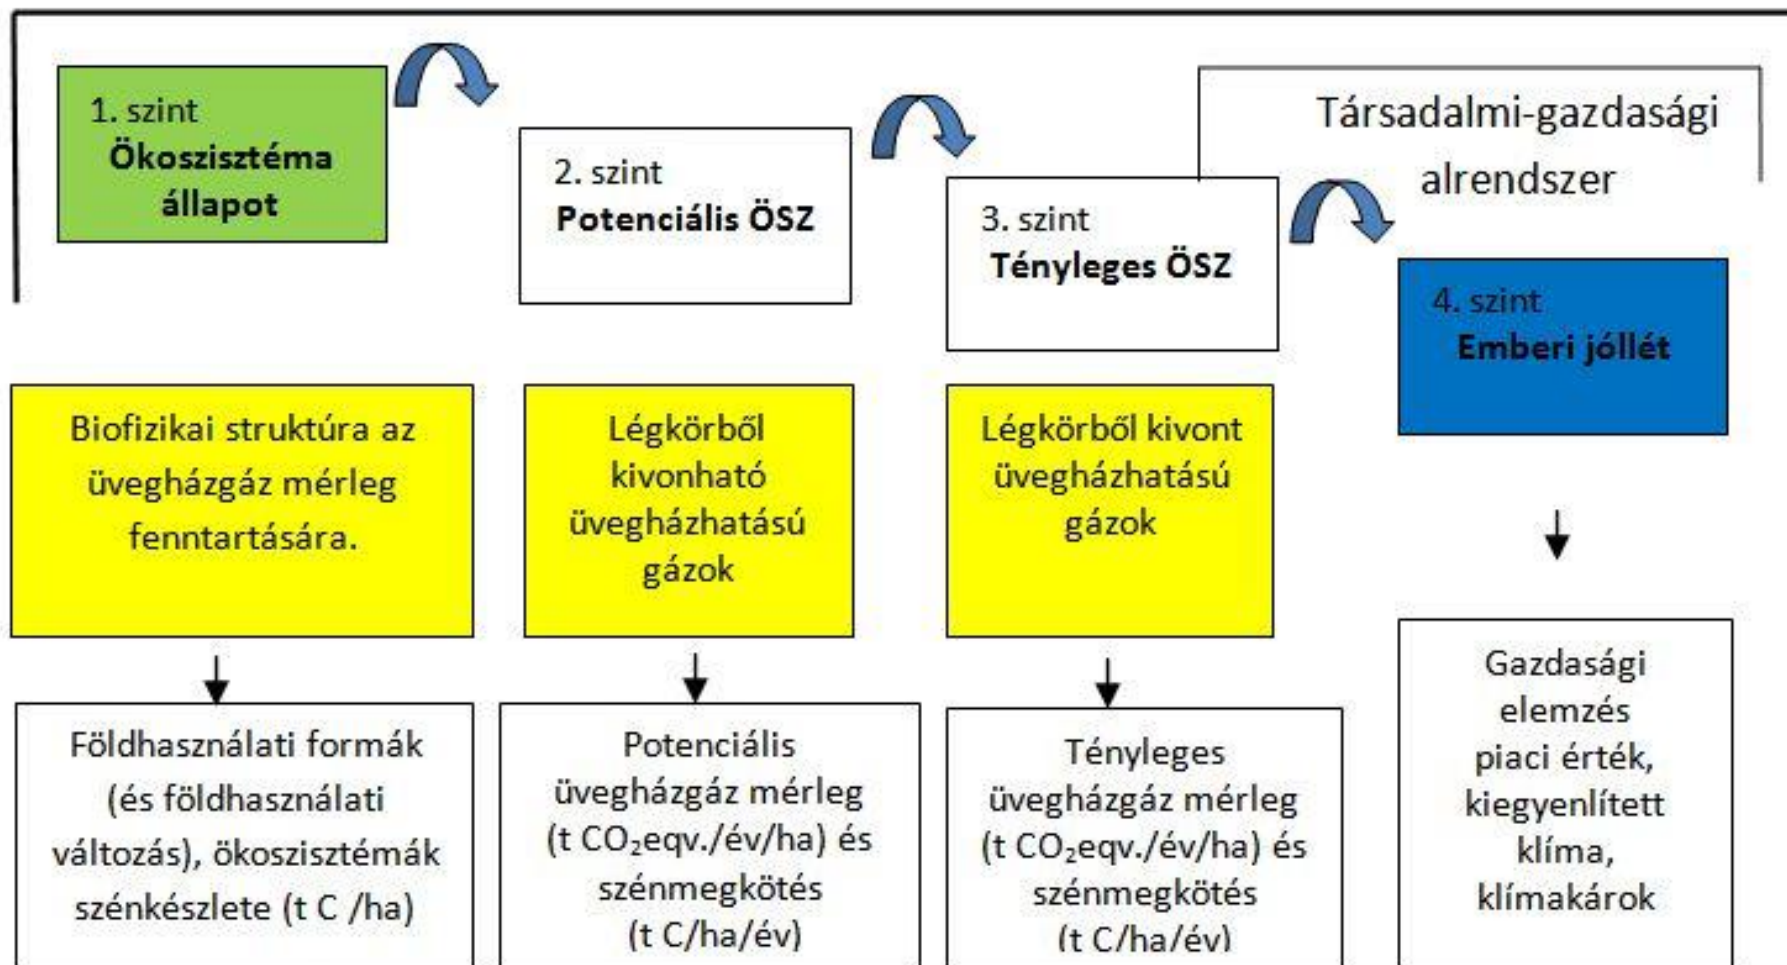 1. szint
Ökoszisztéma
állapot
2. szint
Potenciális ÖSZ
3. szint
Tényleges ÖSZ
Társadalmi-gazdasági
alrendszer
4. szint
Emberi jóllét
Biofizikai struktúra az
üvegházgáz mérleg
fenntartására.
Légkörből
kivonható
üvegházhatású
gázok
Légkörből kivont
üvegházhatású
gázok
Földhasználati formák
(és földhasználati
változás), ökoszisztémák
szénkészlete (t C /ha)
Potenciális
üvegházgáz mérleg
(t CO₂eqv./év/ha) és
szénmegkötés
(t C/ha/év)
Tényleges
üvegházgáz mérleg
(t CO₂eqv./év/ha) és
szénmegkötés
(t C/ha/év)
Gazdasági
elemzés
piaci érték,
kiegyenlített
klíma,
klímakárok